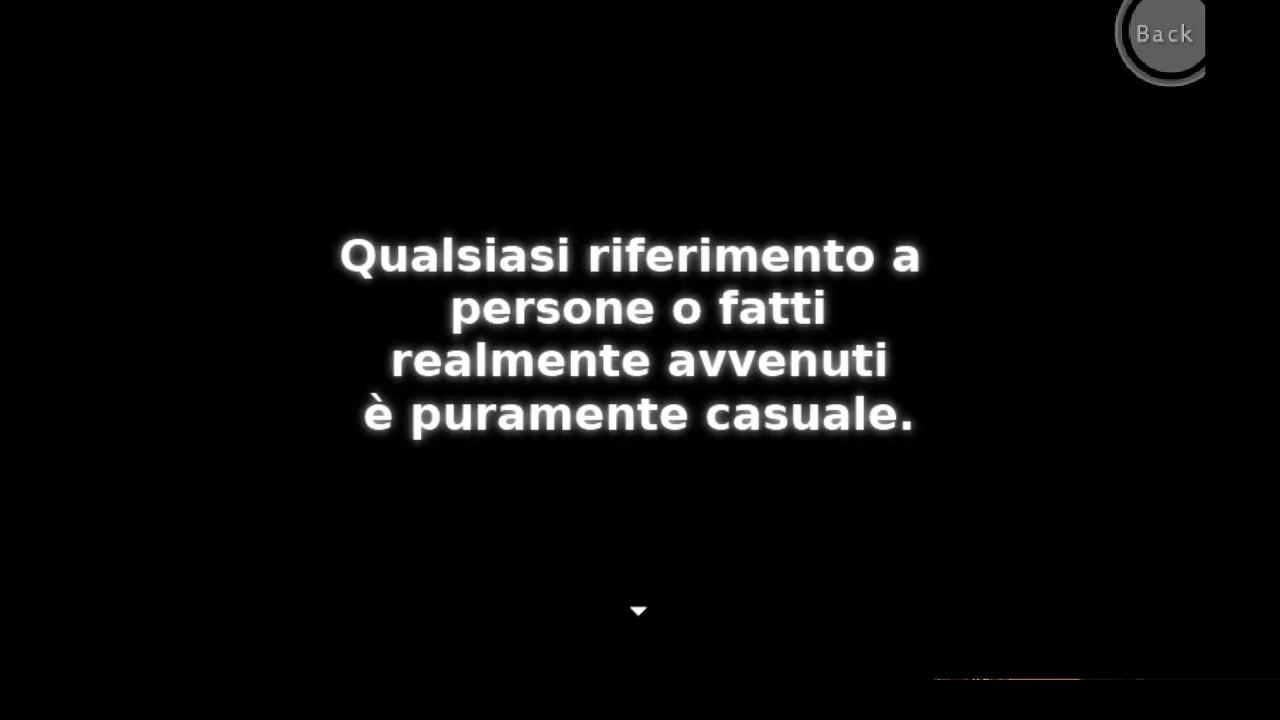 Back
Qualsiasi riferimento a
persone o fatti
realmente avvenuti
è puramente casuale.